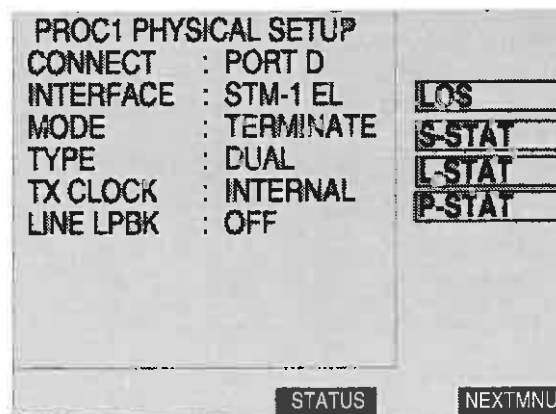 PROC1 PHYSICAL SETUP
CONNECT : PORT D
INTERFACE : STM-1 EL
MODE : TERMINATE
TYPE : DUAL
TX CLOCK : INTERNAL
LINE LPBK : OFF
LOS
S-STAT
L-STAT
P-STAT
STATUS
NEXTMNU